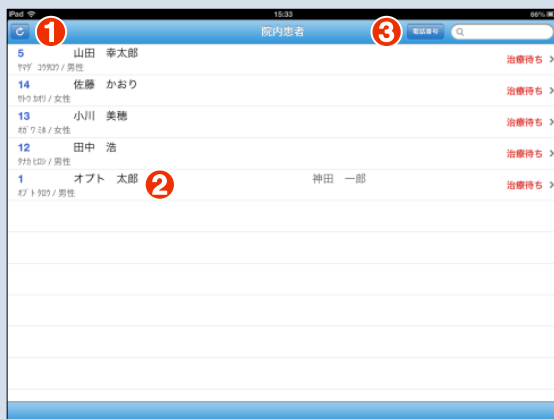 iPad 15:33 66%
① 院内患者 ③ 電話番号
5 山田 幸太郎
ﾔﾏﾀﾞ ｺｳﾀﾛｳ / 男性 治療待ち
14 佐藤 かおり
ｻﾄｳ ｶｵﾘ / 女性 治療待ち
13 小川 美穂
ｵｶﾞﾜ ﾐﾎ / 女性 治療待ち
12 田中 浩
ﾀﾅｶ ﾋﾛｼ / 男性 治療待ち
1 オプト 太郎 ② 神田 一郎
ｵﾌﾟﾄ ﾀﾛｳ / 男性 治療待ち